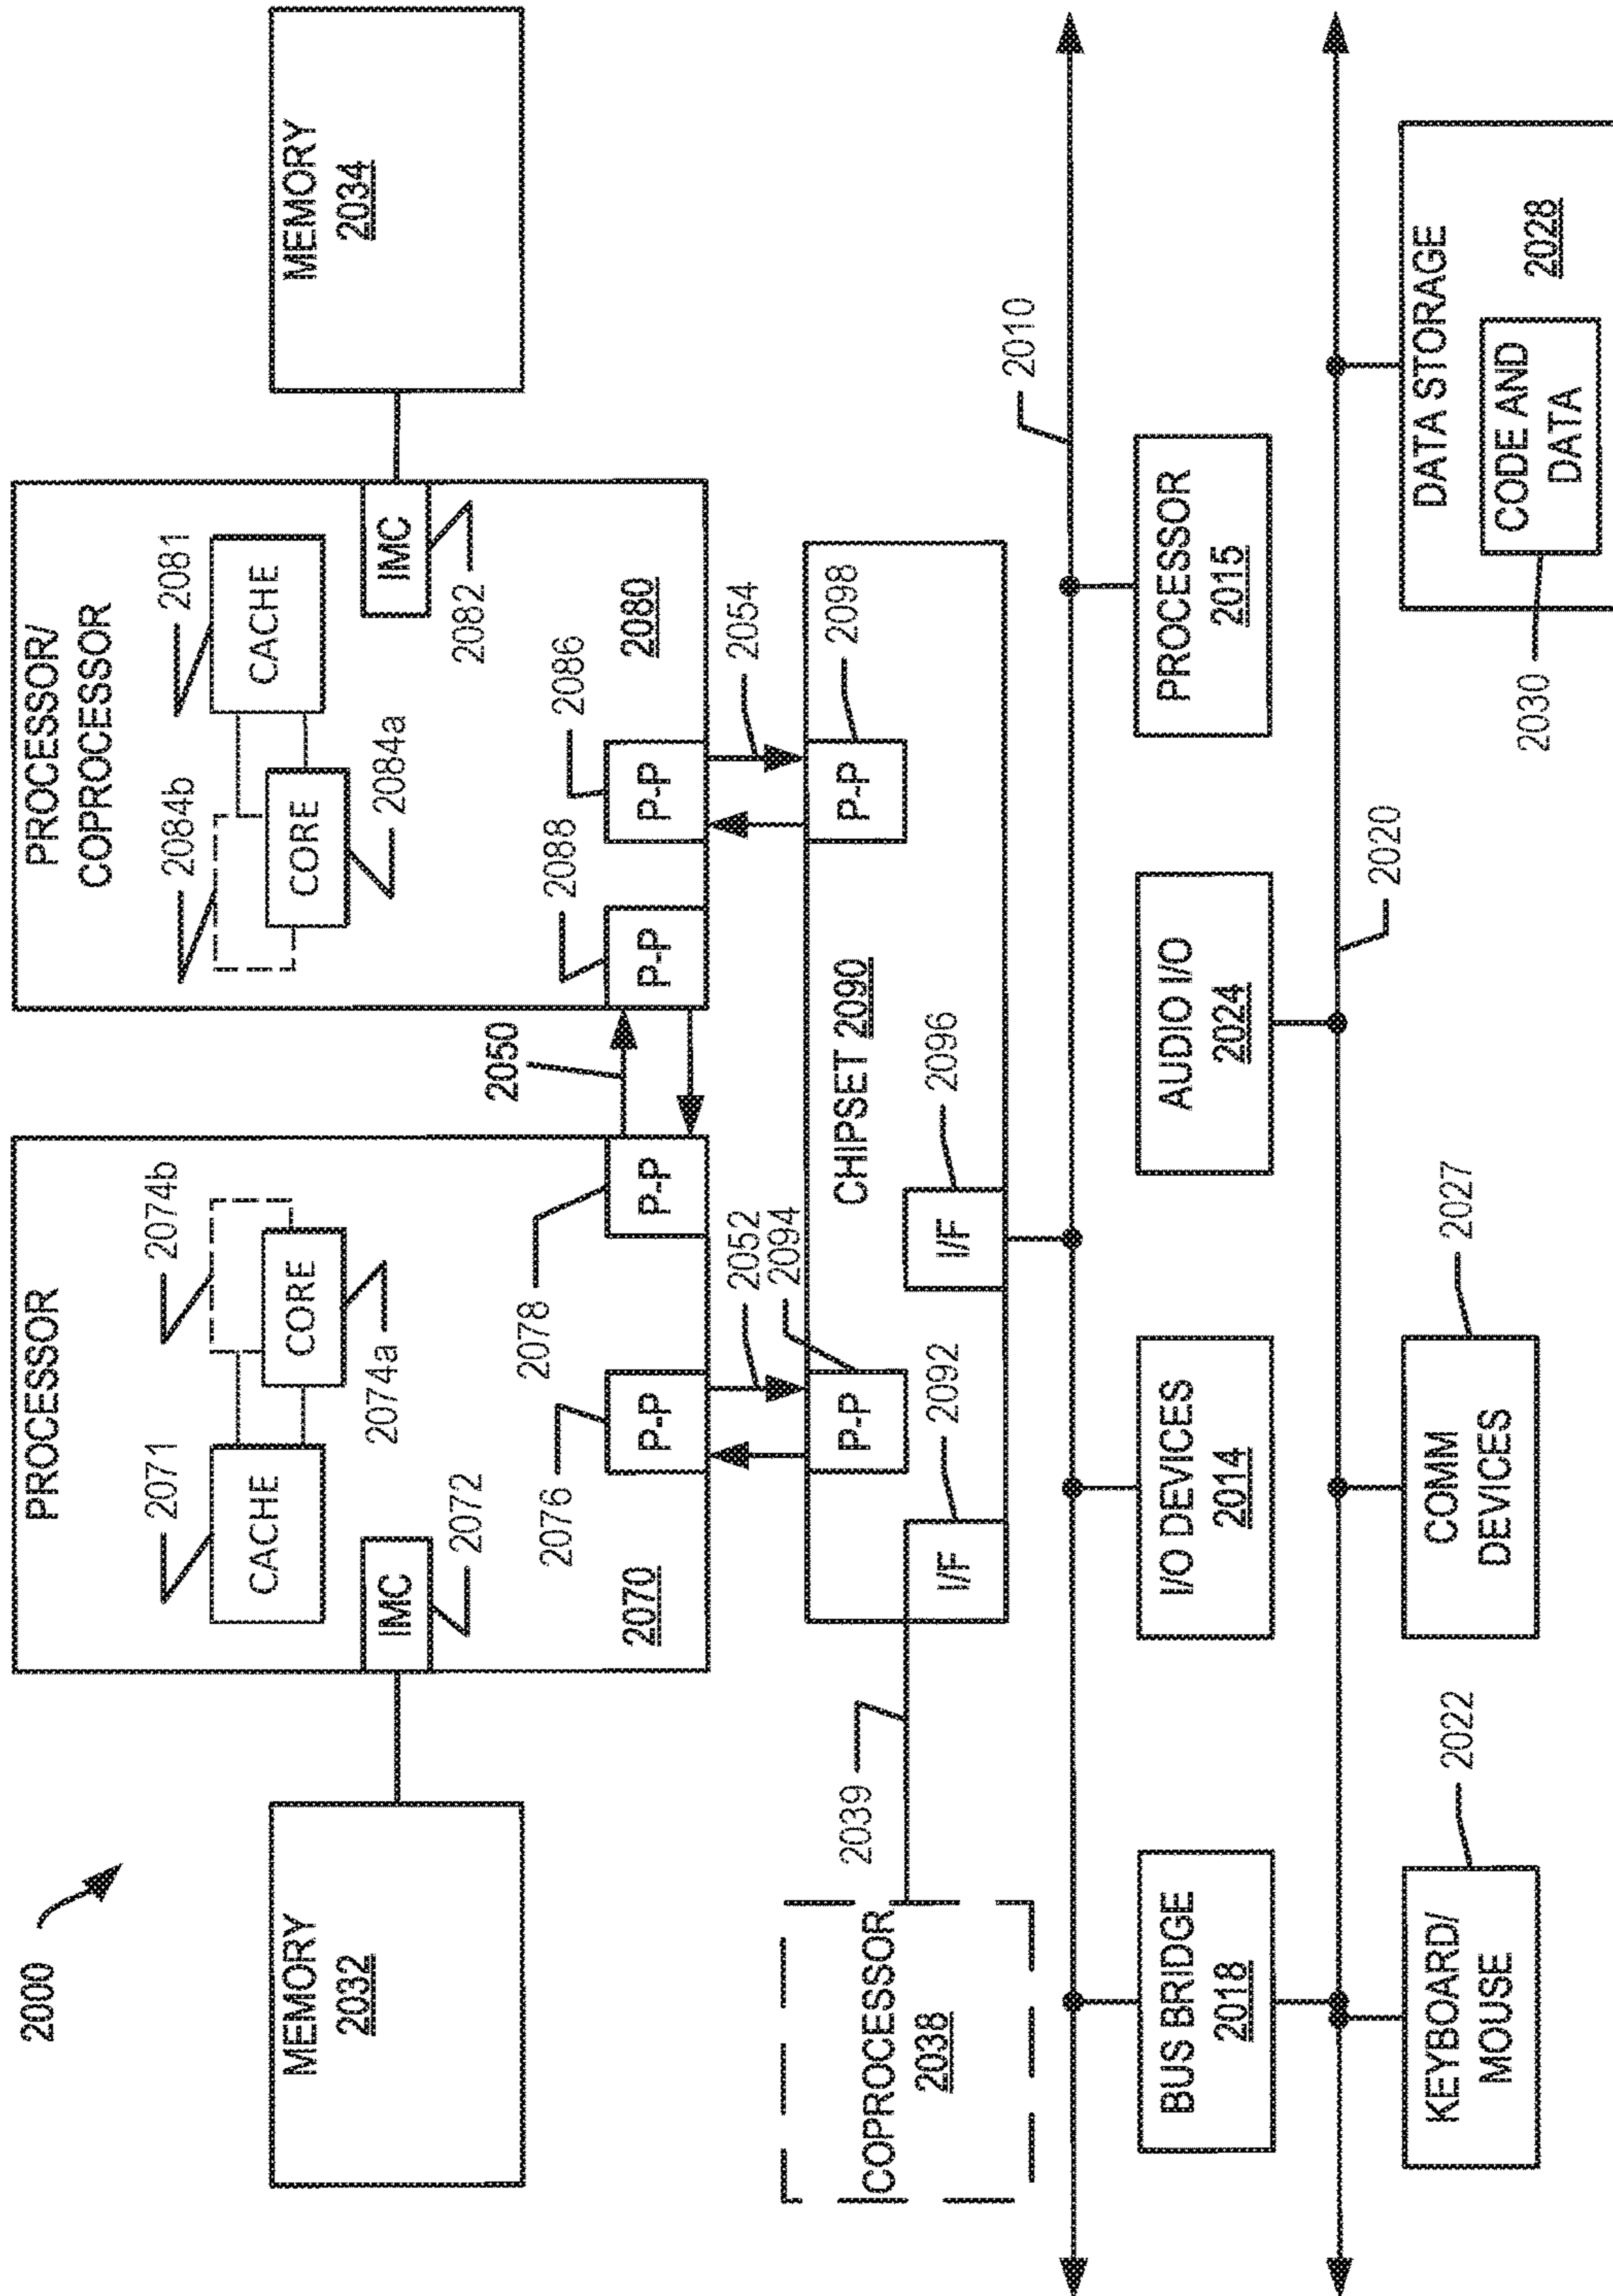 2000
PROCESSOR
PROCESSOR/
COPROCESSOR
2071
2074b
2084b
2081
CACHE
CORE
CORE
CACHE
2074a
2084a
MEMORY
2032
IMC
2072
IMC
2082
MEMORY
2034
2050
2076
2078
2088
2086
2070
P-P
P-P
P-P
P-P
2080
2052
2094
2054
2039
P-P
CHIPSET 2090
P-P
2098
COPROCESSOR
2038
I/F
2092
I/F
2096
2010
BUS BRIDGE
2018
I/O DEVICES
2014
AUDIO I/O
2024
PROCESSOR
2015
2020
KEYBOARD/
MOUSE
2022
COMM
DEVICES
2027
DATA STORAGE
2030
CODE AND
DATA
2028